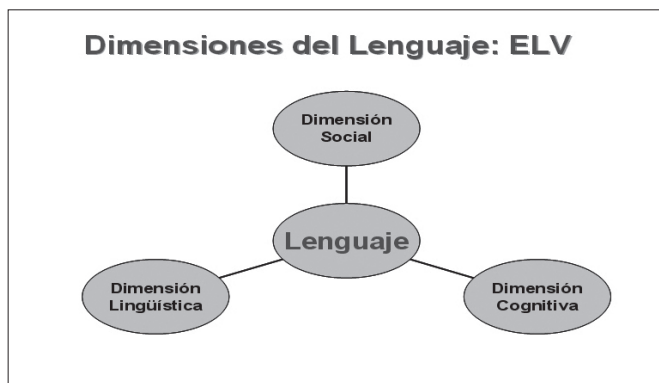 Dimensiones del Lenguaje: ELV
Dimensión
Social
Lenguaje
Dimensión
Lingüística
Dimensión
Cognitiva